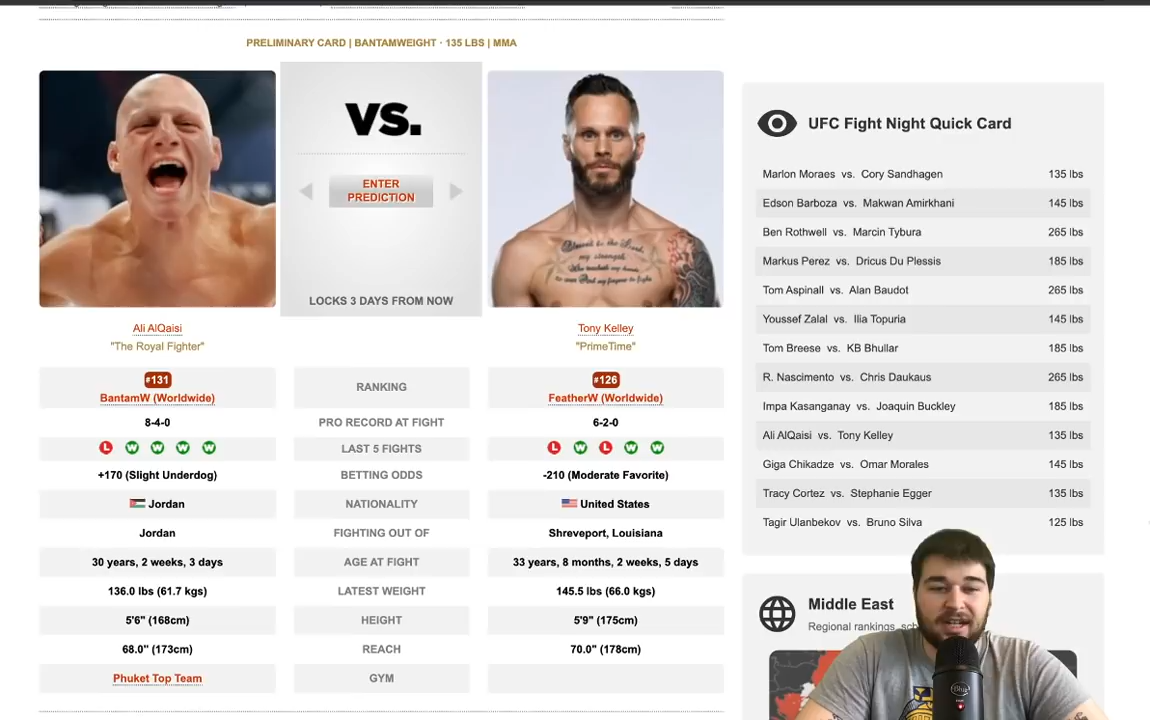 PRELIMINARY CARD | BANTAMWEIGHT · 135 LBS | MMA
VS.
ENTER
PREDICTION
LOCKS 3 DAYS FROM NOW
Ali AlQaisi
"The Royal Fighter"
Tony Kelley
"PrimeTime"
#131
BantamW (Worldwide)
RANKING
#126
FeatherW (Worldwide)
8-4-0 PRO RECORD AT FIGHT 6-2-0
L W W W W LAST 5 FIGHTS L W L W W
+170 (Slight Underdog) BETTING ODDS -210 (Moderate Favorite)
Jordan NATIONALITY United States
Jordan FIGHTING OUT OF Shreveport, Louisiana
30 years, 2 weeks, 3 days AGE AT FIGHT 33 years, 8 months, 2 weeks, 5 days
136.0 lbs (61.7 kgs) LATEST WEIGHT 145.5 lbs (66.0 kgs)
5'6" (168cm) HEIGHT 5'9" (175cm)
68.0" (173cm) REACH 70.0" (178cm)
Phuket Top Team GYM
UFC Fight Night Quick Card
Marlon Moraes vs. Cory Sandhagen 135 lbs
Edson Barboza vs. Makwan Amirkhani 145 lbs
Ben Rothwell vs. Marcin Tybura 265 lbs
Markus Perez vs. Dricus Du Plessis 185 lbs
Tom Aspinall vs. Alan Baudot 265 lbs
Youssef Zalal vs. Ilia Topuria 145 lbs
Tom Breese vs. KB Bhullar 185 lbs
R. Nascimento vs. Chris Daukaus 265 lbs
Impa Kasanganay vs. Joaquin Buckley 185 lbs
Ali AlQaisi vs. Tony Kelley 135 lbs
Giga Chikadze vs. Omar Morales 145 lbs
Tracy Cortez vs. Stephanie Egger 135 lbs
Tagir Ulanbekov vs. Bruno Silva 125 lbs
Middle East
Regional rankings,
Blue